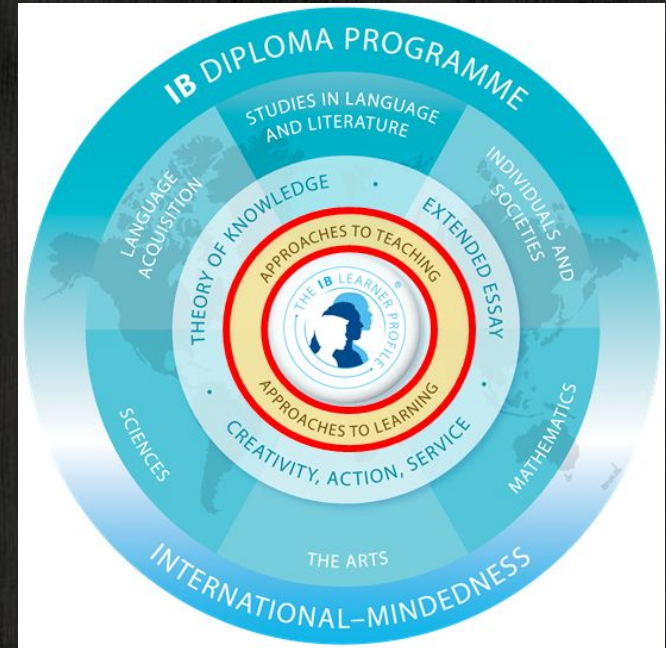 IB DIPLOMA PROGRAMME
STUDIES IN LANGUAGE
AND LITERATURE
LANGUAGE
ACQUISITION
INDIVIDUALS AND
SOCIETIES
THEORY OF KNOWLEDGE
·
EXTENDED ESSAY
APPROACHES TO TEACHING
· THE IB LEARNER PROFILE ·
®
APPROACHES TO LEARNING
·
CREATIVITY, ACTION, SERVICE
·
SCIENCES
MATHEMATICS
THE ARTS
INTERNATIONAL–MINDEDNESS